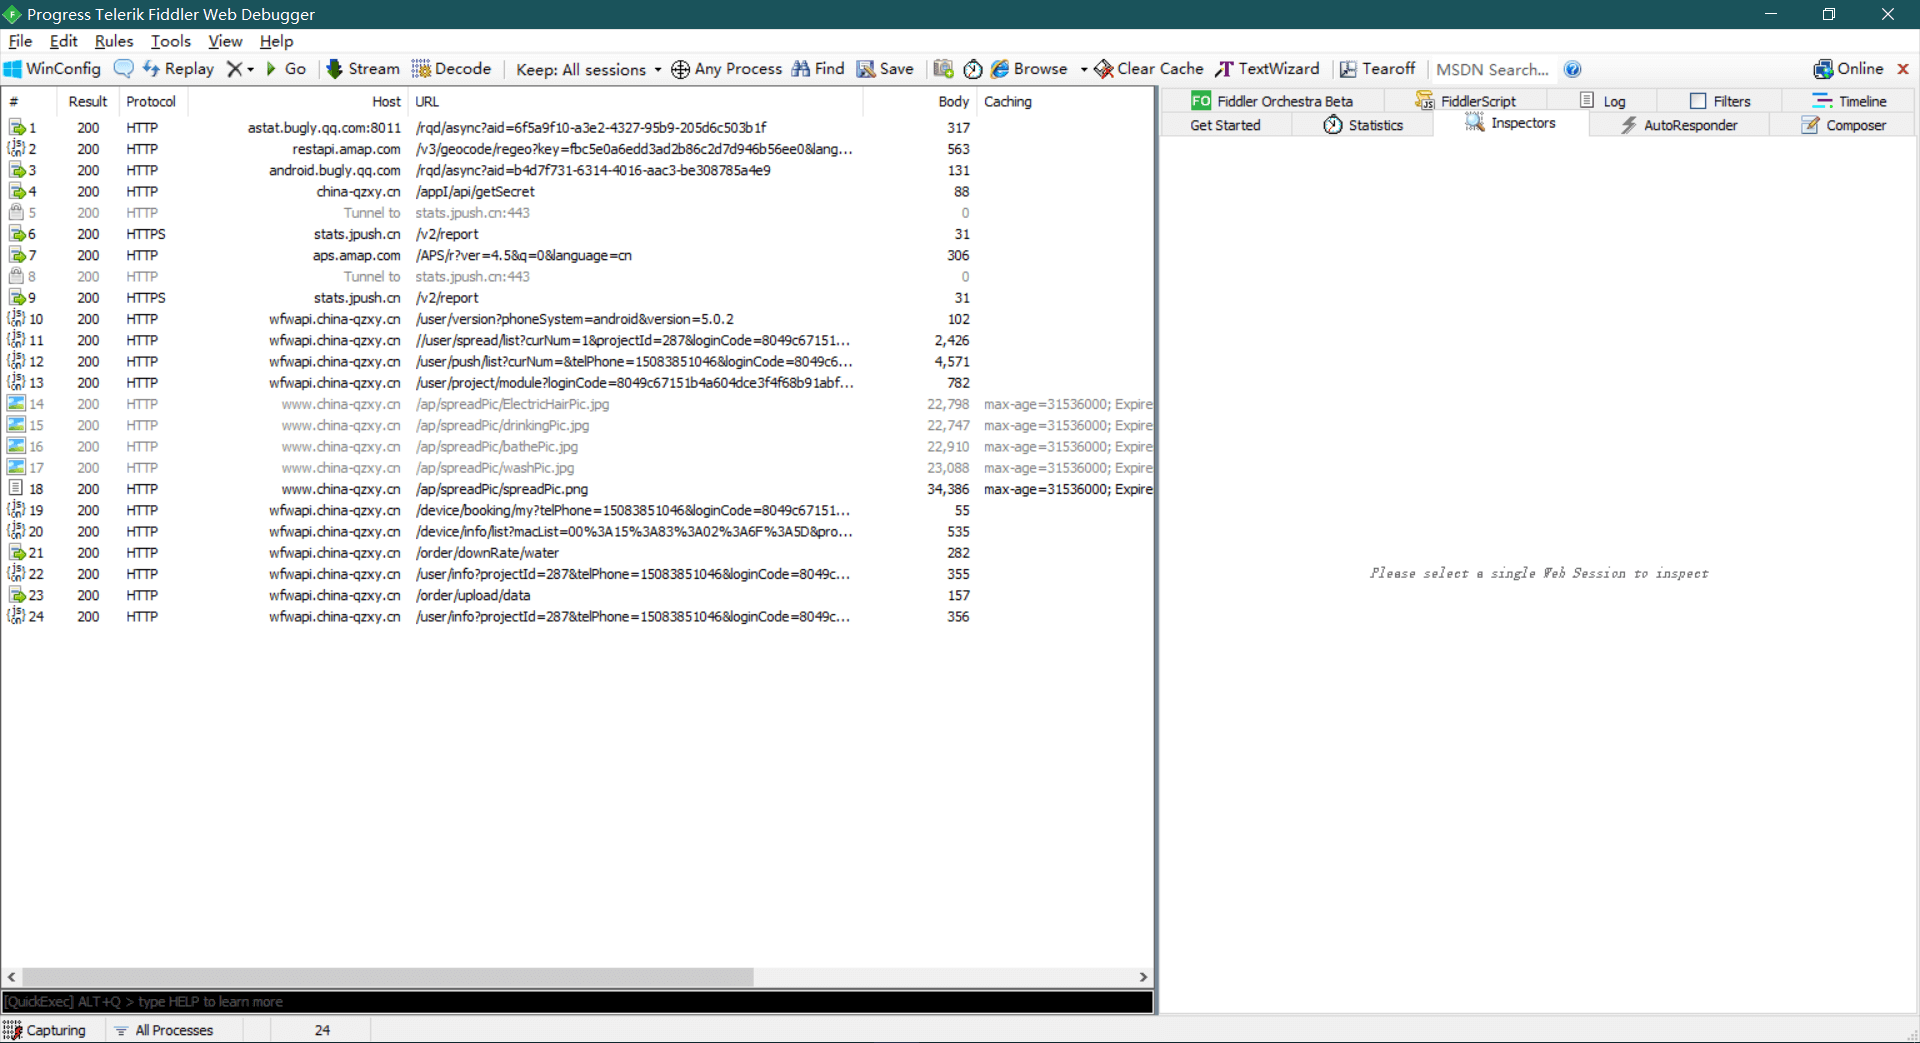 Progress Telerik Fiddler Web Debugger
File Edit Rules Tools View Help
WinConfig Replay Go Stream Decode Keep: All sessions Any Process Find Save Browse Clear Cache TextWizard Tearoff MSDN Search... Online
# Result Protocol Host URL Body Caching
1 200 HTTP astat.bugly.qq.com:8011 /rqd/async?aid=6f5a9f10-a3e2-4327-95b9-205d6c503b1f 317
2 200 HTTP restapi.amap.com /v3/geocode/regeo?key=fbc5e0a6edd3ad2b86c2d7d946b56ee0&lang... 563
3 200 HTTP android.bugly.qq.com /rqd/async?aid=b4d7f731-6314-4016-aac3-be308785a4e9 131
4 200 HTTP china-qzxy.cn /appI/api/getSecret 88
5 200 HTTP Tunnel to stats.jpush.cn:443 0
6 200 HTTPS stats.jpush.cn /v2/report 31
7 200 HTTP aps.amap.com /APS/r?ver=4.5&q=0&language=cn 306
8 200 HTTP Tunnel to stats.jpush.cn:443 0
9 200 HTTPS stats.jpush.cn /v2/report 31
10 200 HTTP wfwapi.china-qzxy.cn /user/version?phoneSystem=android&version=5.0.2 102
11 200 HTTP wfwapi.china-qzxy.cn //user/spread/list?curNum=1&projectId=287&loginCode=8049c67151... 2,426
12 200 HTTP wfwapi.china-qzxy.cn /user/push/list?curNum=&telPhone=15083851046&loginCode=8049c6... 4,571
13 200 HTTP wfwapi.china-qzxy.cn /user/project/module?loginCode=8049c67151b4a604dce3f4f68b91abf... 782
14 200 HTTP www.china-qzxy.cn /ap/spreadPic/ElectricHairPic.jpg 22,798 max-age=31536000; Expire
15 200 HTTP www.china-qzxy.cn /ap/spreadPic/drinkingPic.jpg 22,747 max-age=31536000; Expire
16 200 HTTP www.china-qzxy.cn /ap/spreadPic/bathePic.jpg 22,910 max-age=31536000; Expire
17 200 HTTP www.china-qzxy.cn /ap/spreadPic/washPic.jpg 23,088 max-age=31536000; Expire
18 200 HTTP www.china-qzxy.cn /ap/spreadPic/spreadPic.png 34,386 max-age=31536000; Expire
19 200 HTTP wfwapi.china-qzxy.cn /device/booking/my?telPhone=15083851046&loginCode=8049c67151... 55
20 200 HTTP wfwapi.china-qzxy.cn /device/info/list?macList=00%3A15%3A83%3A02%3A6F%3A5D&pro... 535
21 200 HTTP wfwapi.china-qzxy.cn /order/downRate/water 282
22 200 HTTP wfwapi.china-qzxy.cn /user/info?projectId=287&telPhone=15083851046&loginCode=8049c... 355
23 200 HTTP wfwapi.china-qzxy.cn /order/upload/data 157
24 200 HTTP wfwapi.china-qzxy.cn /user/info?projectId=287&telPhone=15083851046&loginCode=8049c... 356
FO Fiddler Orchestra Beta FiddlerScript Log Filters Timeline
Get Started Statistics Inspectors AutoResponder Composer
Please select a single Web Session to inspect
[QuickExec] ALT+Q > type HELP to learn more
Capturing All Processes 24